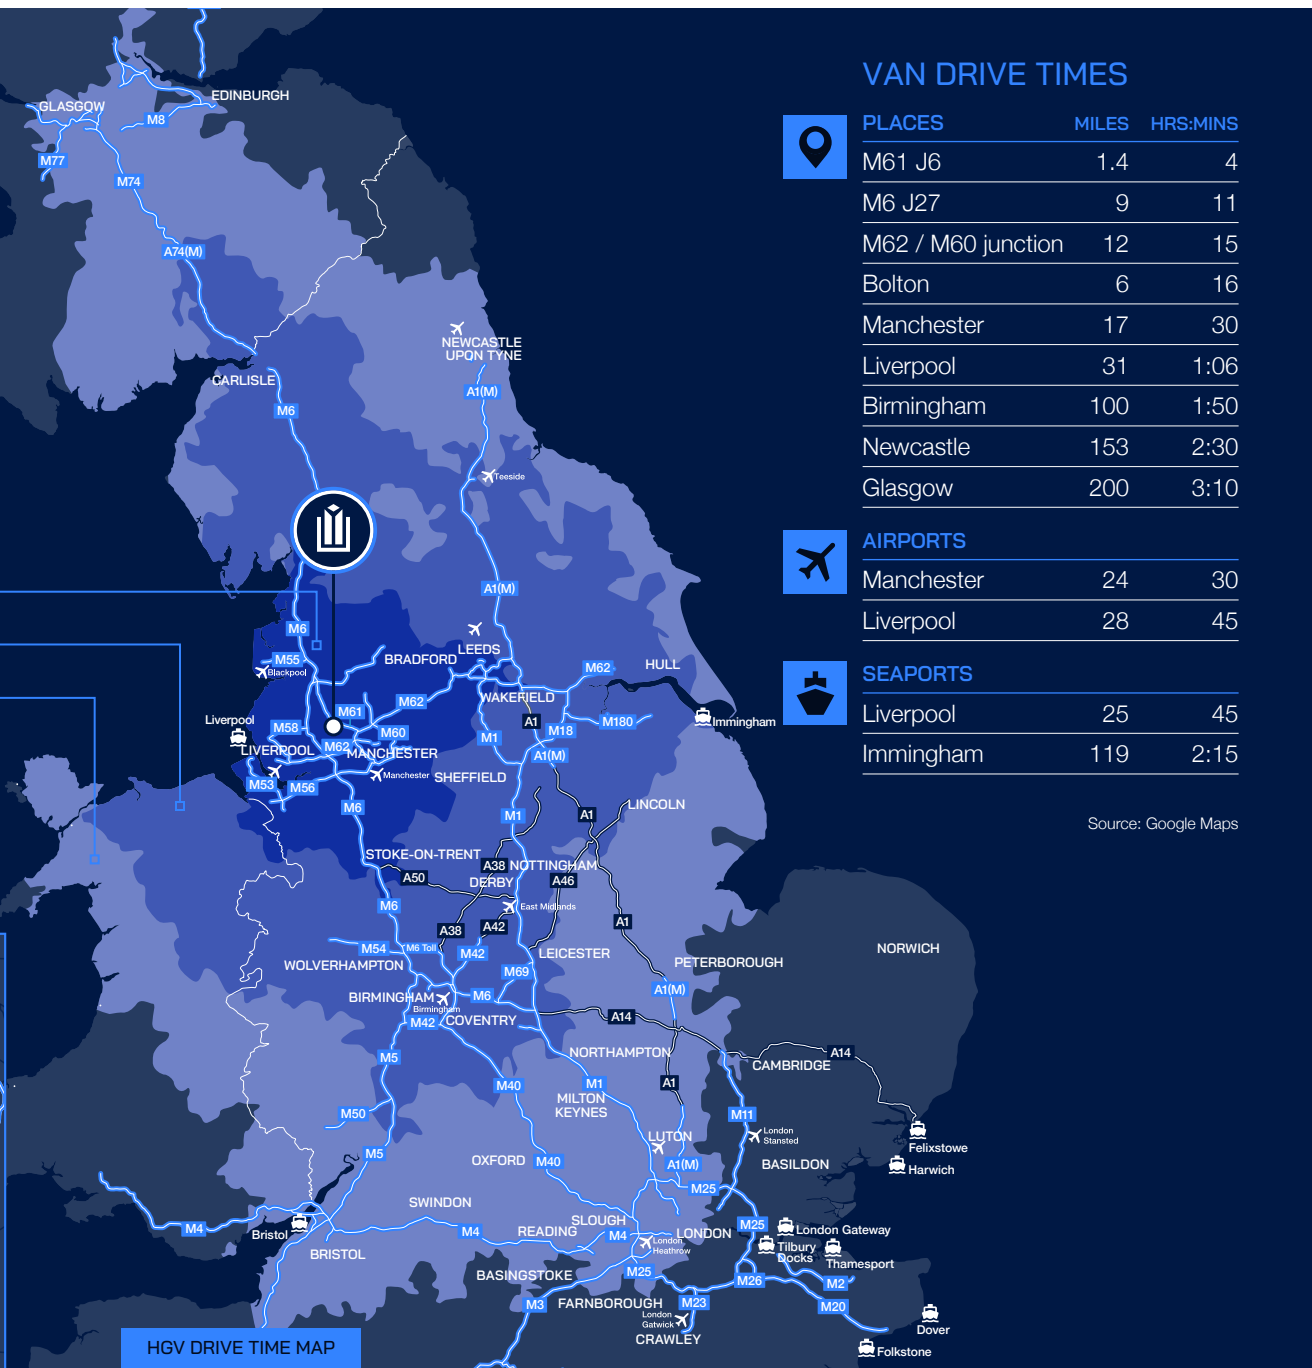 VAN DRIVE TIMES
PLACES MILES HRS:MINS
M61 J6 1.4 4
M6 J27 9 11
M62 / M60 junction 12 15
Bolton 6 16
Manchester 17 30
Liverpool 31 1:06
Birmingham 100 1:50
Newcastle 153 2:30
Glasgow 200 3:10
AIRPORTS
Manchester 24 30
Liverpool 28 45
SEAPORTS
Liverpool 25 45
Immingham 119 2:15
Source: Google Maps
EDINBURGH
GLASGOW
M8
M77
M74
A74(M)
NEWCASTLE
UPON TYNE
CARLISLE
A1(M)
M6
Teeside
A1(M)
M6
LEEDS
BRADFORD
M55
Blackpool
HULL
M62
WAKEFIELD
M62
M61
Liverpool
M58
M60
A1
M180
Immingham
M18
M1
LIVERPOOL
M62
MANCHESTER
A1(M)
Manchester
SHEFFIELD
M53
M56
M6
LINCOLN
M1
A1
STOKE-ON-TRENT
A38
NOTTINGHAM
A50
DERBY
A46
M6
East Midlands
A1
A38
A42
M54
M6 Toll
M42
LEICESTER
NORWICH
WOLVERHAMPTON
PETERBOROUGH
M69
A1(M)
BIRMINGHAM
M6
Birmingham
M42
COVENTRY
A14
M5
NORTHAMPTON
A14
CAMBRIDGE
M40
M1
A1
MILTON
KEYNES
M50
M11
LUTON
London
Stansted
Felixstowe
M5
OXFORD
M40
A1(M)
BASILDON
Harwich
M25
SWINDON
M4
Bristol
M4
READING
SLOUGH
M4
LONDON
M25
London Gateway
BRISTOL
London
Heathrow
Tilbury
Docks
Thamesport
BASINGSTOKE
M25
M26
M2
M3
FARNBOROUGH
M23
M20
London
Gatwick
CRAWLEY
Dover
Folkstone
HGV DRIVE TIME MAP